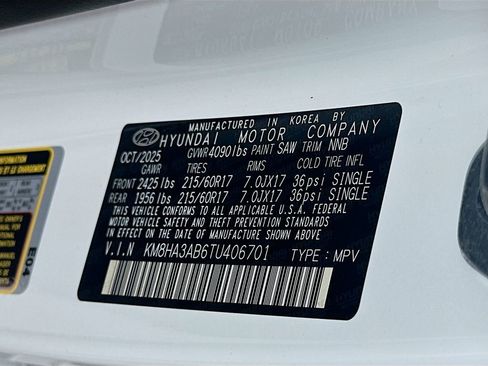 MANUFACTURED IN KOREA BY
HYUNDAI MOTOR COMPANY
OCT/2025 GVWR 4090 lbs PAINT SAW TRIM NNB
GAWR TIRES RIMS COLD TIRE INFL
FRONT 2425 lbs 215/60R17 7.0JX17 36psi SINGLE
REAR 1956 lbs 215/60R17 7.0JX17 36psi SINGLE
THIS VEHICLE CONFORMS TO ALL APPLICABLE U.S.A. FEDERAL
MOTOR VEHICLE SAFETY STANDARDS IN EFFECT ON THE
DATE OF MANUFACTURE SHOWN ABOVE.
V.I.N KM8HA3AB6TU406701 TYPE : MPV
E04